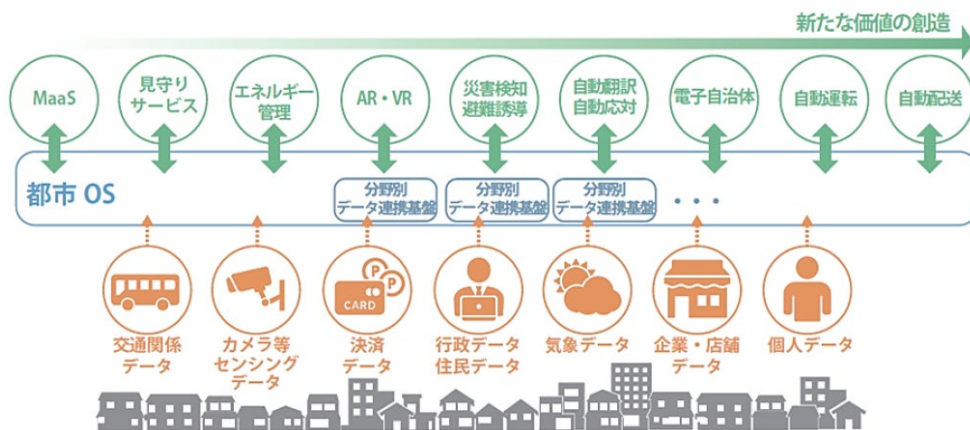 新たな価値の創造
MaaS
見守り
サービス
エネルギー
管理
AR・VR
災害検知
避難誘導
自動翻訳
自動応対
電子自治体
自動運転
自動配送
都市 OS
分野別
データ連携基盤
分野別
データ連携基盤
分野別
データ連携基盤
・・・
P
P
CARD
交通関係
データ
カメラ等
センシング
データ
決済
データ
行政データ
住民データ
気象データ
企業・店舗
データ
個人データ